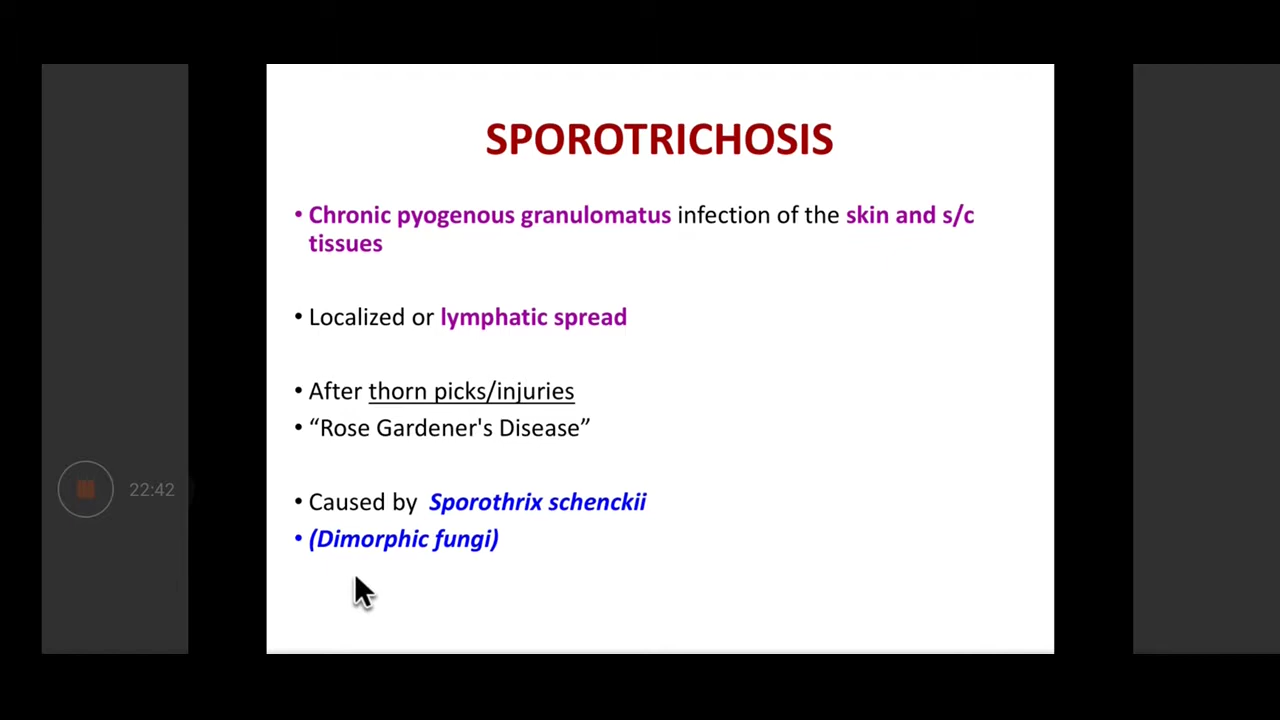 SPOROTRICHOSIS
• Chronic pyogenous granulomatus infection of the skin and s/c
tissues
• Localized or lymphatic spread
• After thorn picks/injuries
• “Rose Gardener's Disease”
• Caused by Sporothrix schenckii
• (Dimorphic fungi)
22:42